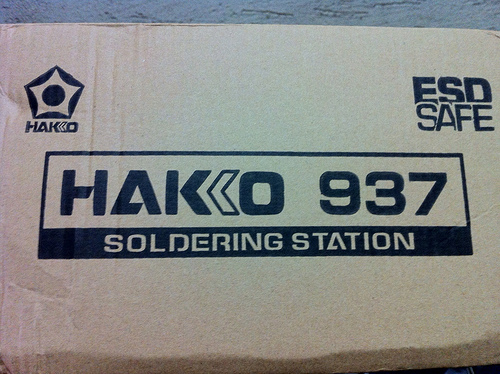 HAKKO
ESD
SAFE
HAKKO 937
SOLDERING STATION